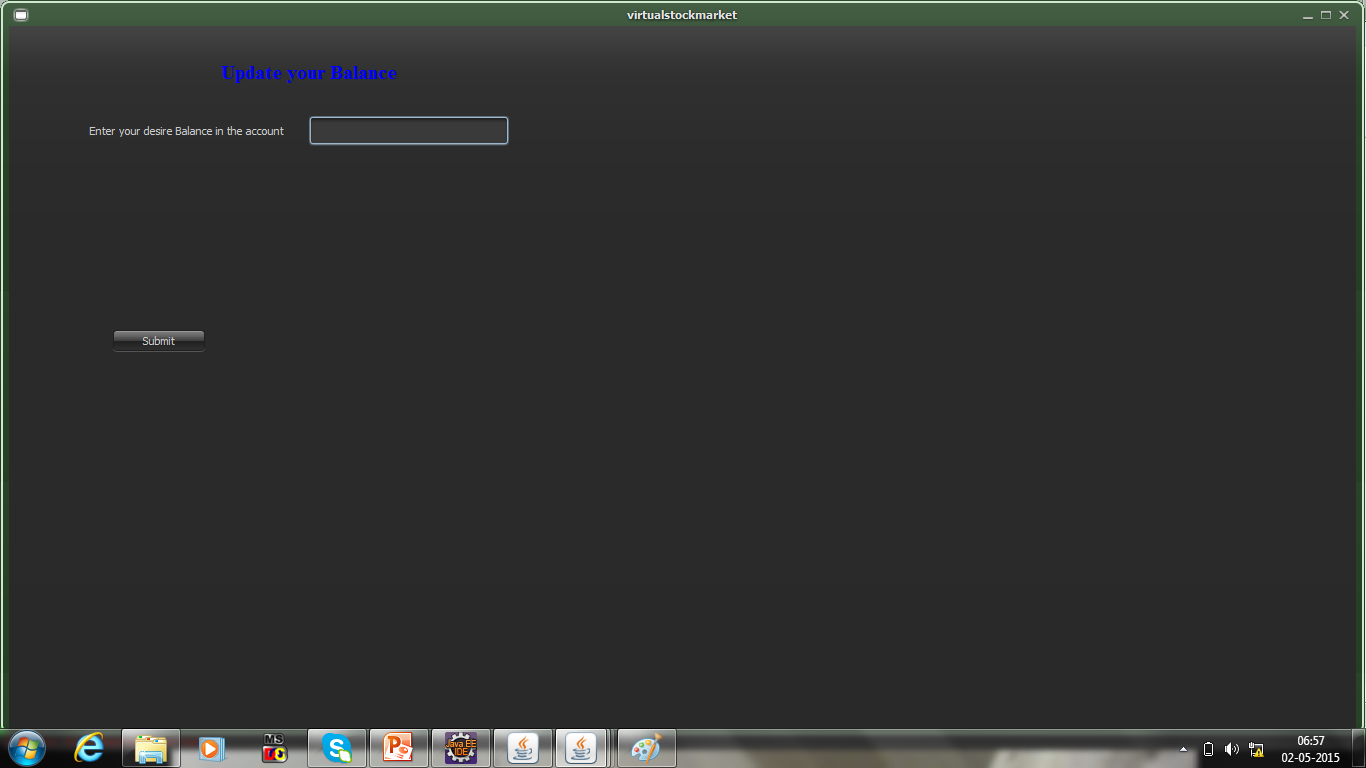 virtualstockmarket
Update your Balance
Enter your desire Balance in the account
Submit
MS
Java EE
IDE
06:57
02-05-2015